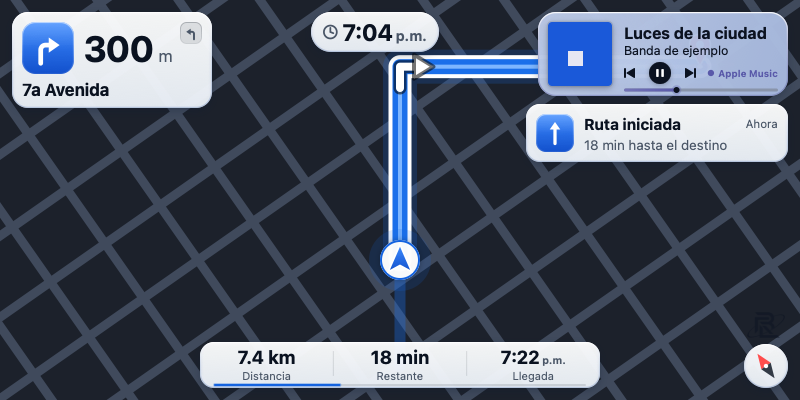 300 m
7a Avenida
7:04 p.m.
Luces de la ciudad
Banda de ejemplo
Apple Music
Ruta iniciada
Ahora
18 min hasta el destino
7.4 km
Distancia
18 min
Restante
7:22 p.m.
Llegada